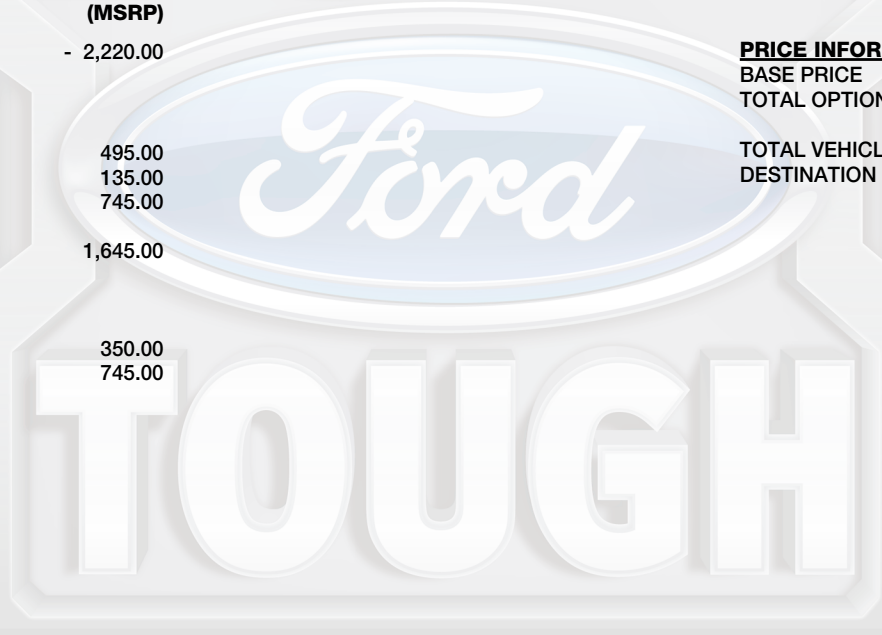 (MSRP)
- 2,220.00
495.00
135.00
745.00
1,645.00
350.00
745.00
PRICE INFOR
BASE PRICE
TOTAL OPTION
TOTAL VEHICL
DESTINATION
Ford
TOUGH